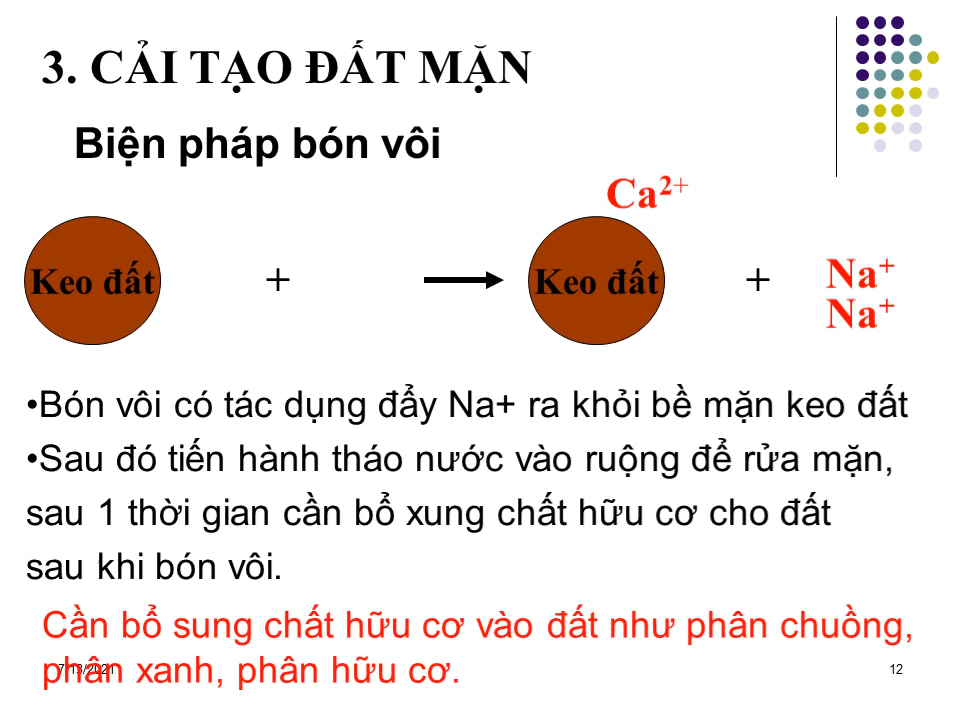 3. CẢI TẠO ĐẤT MẶN
Biện pháp bón vôi
Ca²⁺
Keo đất + Keo đất + Na⁺
Na⁺
•Bón vôi có tác dụng đẩy Na+ ra khỏi bề mặn keo đất
•Sau đó tiến hành tháo nước vào ruộng để rửa mặn,
sau 1 thời gian cần bổ xung chất hữu cơ cho đất
sau khi bón vôi.
Cần bổ sung chất hữu cơ vào đất như phân chuồng,
phân xanh, phân hữu cơ.
7/13/2021 12